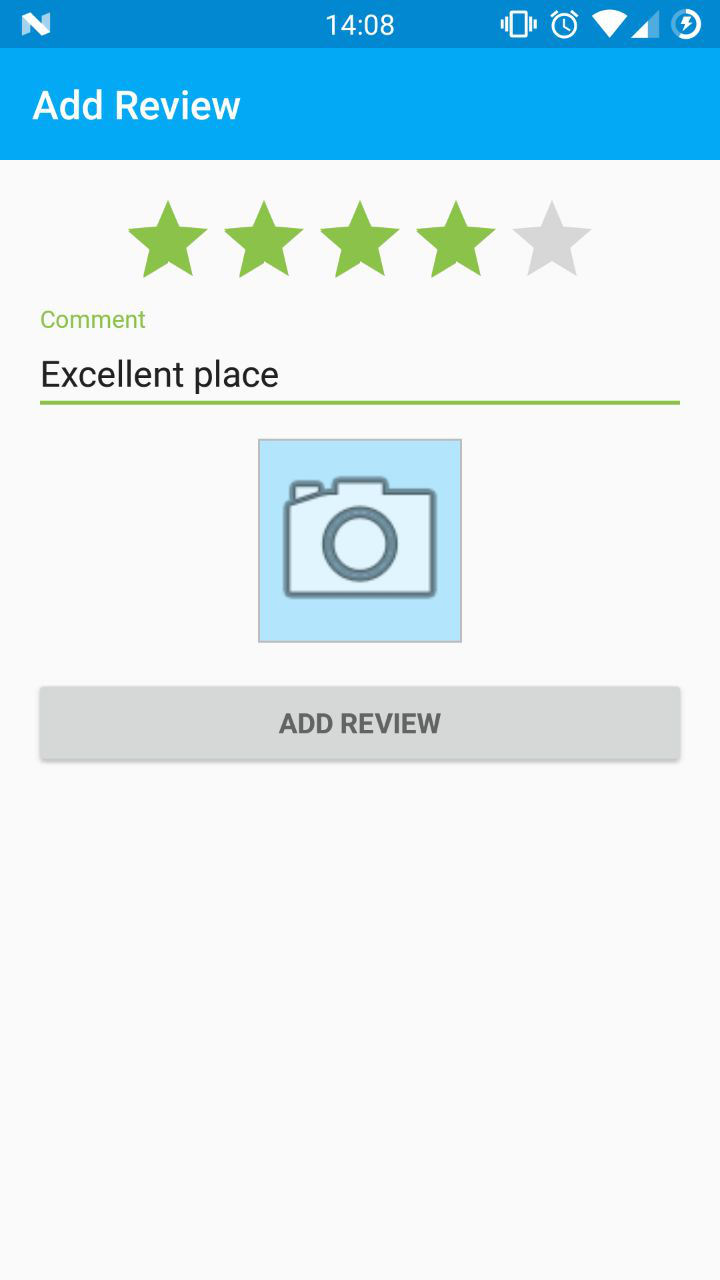 14:08
Add Review
Comment
Excellent place
ADD REVIEW